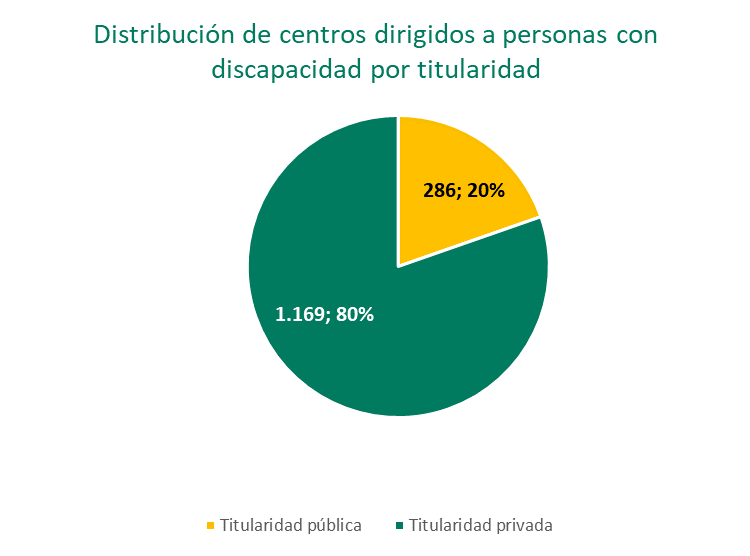 Distribución de centros dirigidos a personas con
discapacidad por titularidad
286; 20%
1.169; 80%
Titularidad pública
Titularidad privada